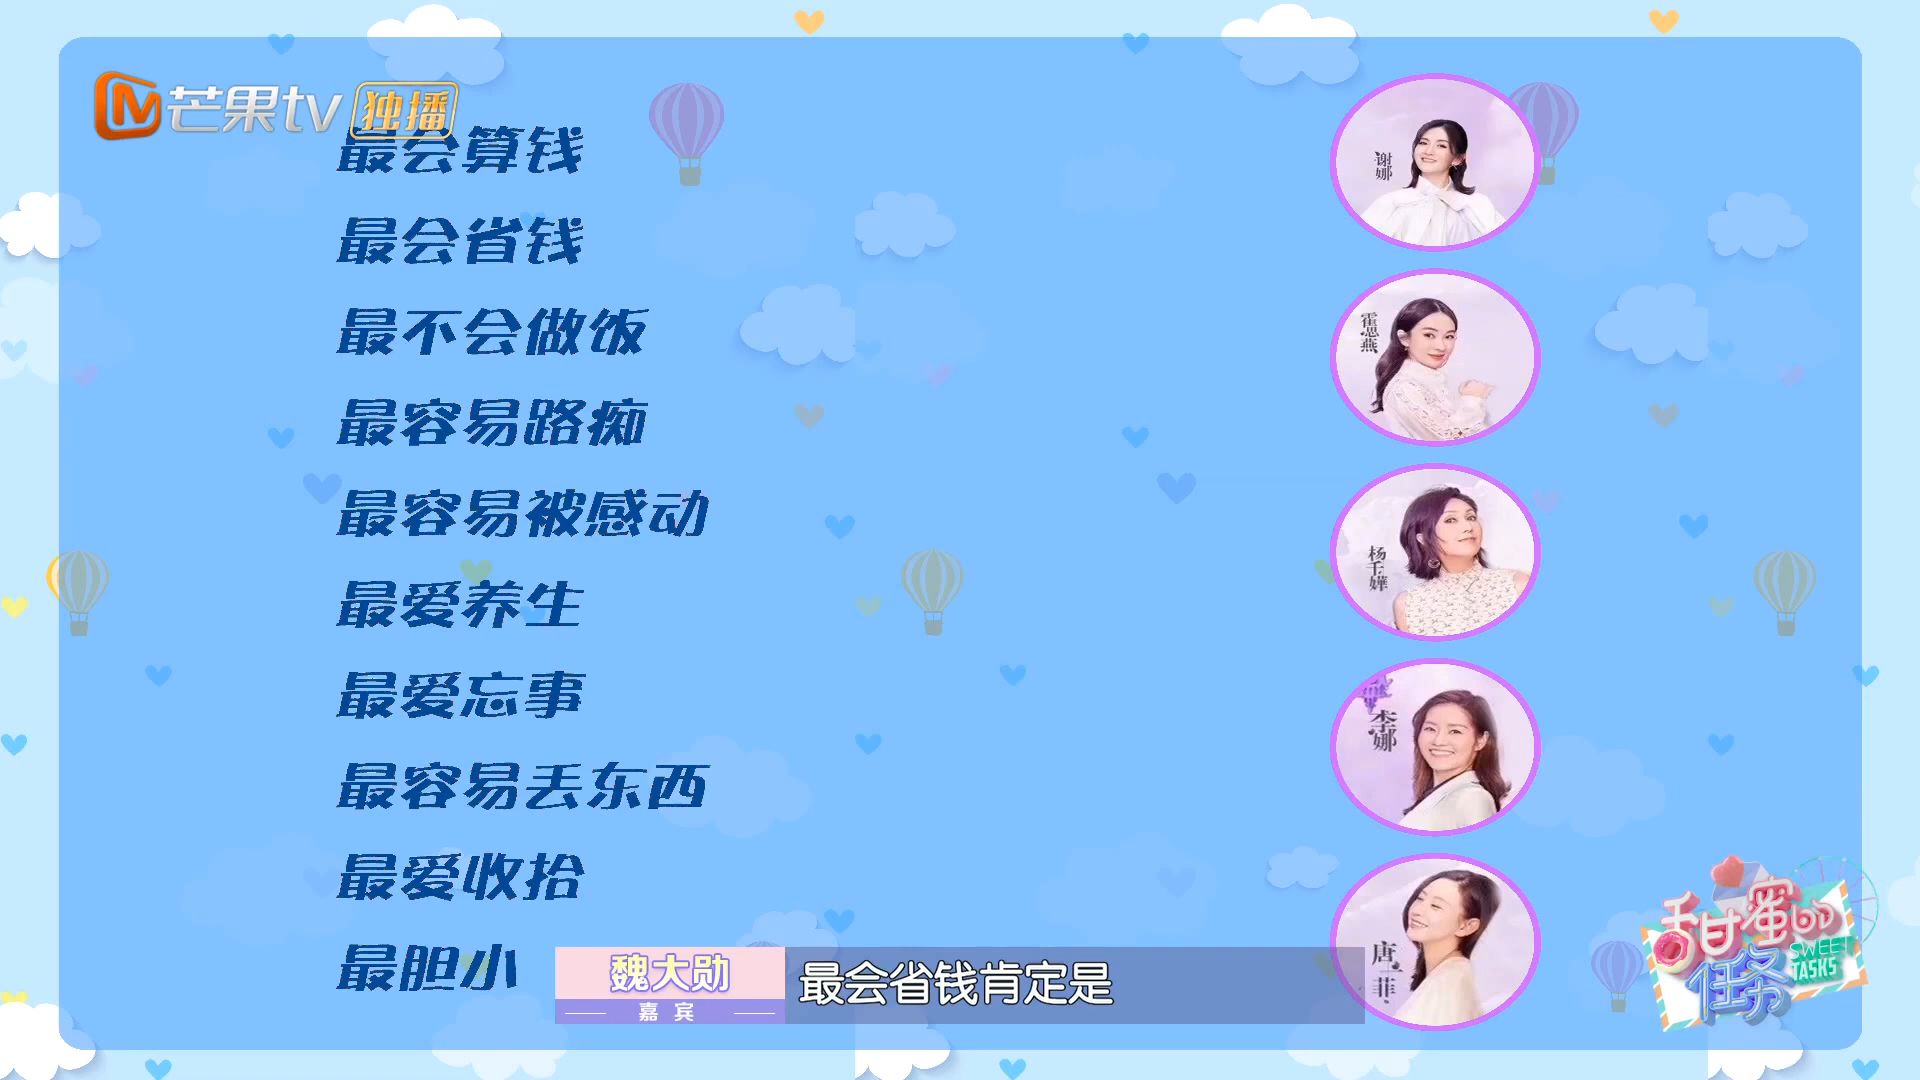 芒果tv 独播
最会算钱
最会省钱
最不会做饭
最容易路痴
最容易被感动
最爱养生
最爱忘事
最容易丢东西
最爱收拾
最胆小
谢娜
霍思燕
杨千嬅
李娜
唐一菲
魏大勋
嘉宾
最会省钱肯定是
甜蜜的
任务
SWEET
TASKS